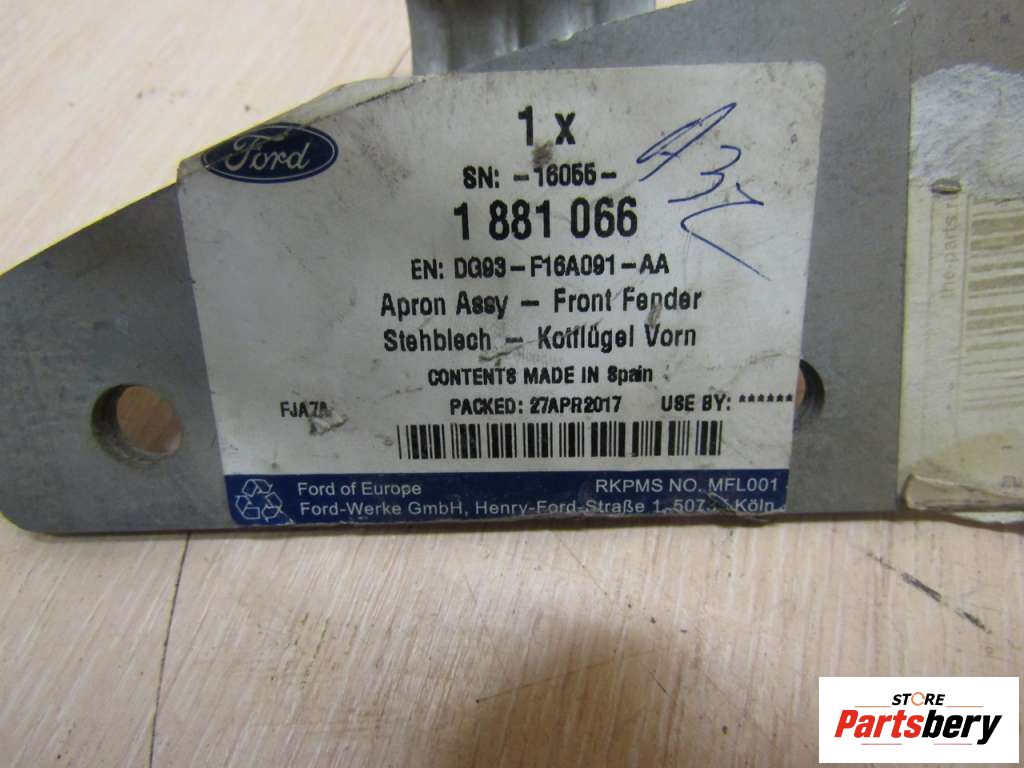 Ford
1 x
SN: -16055-
1 881 066
EN: DG93-F16A091-AA
Apron Assy - Front Fender
Stehblech - Kotflügel Vorn
CONTENTS MADE IN Spain
FJA7A PACKED: 27APR2017 USE BY: ******
Ford of Europe RKPMS NO. MFL001
Ford-Werke GmbH, Henry-Ford-Straße 1, Köln
the parts
STORE
Partsbery